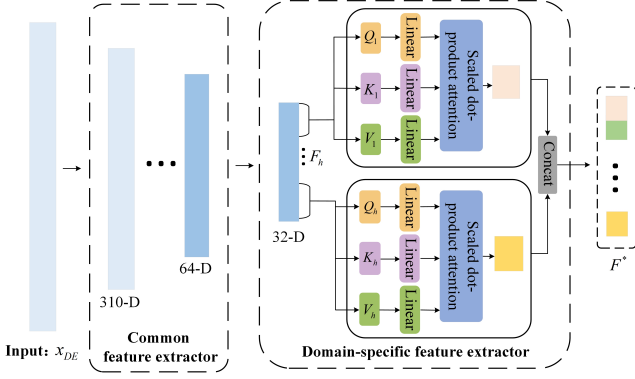 Input: x_DE
310-D
64-D
Common
feature extractor
32-D
F_h
Q_1
Linear
K_1
Linear
V_1
Linear
Scaled dot-
product attention
Q_h
Linear
K_h
Linear
V_h
Linear
Scaled dot-
product attention
Concat
Domain-specific feature extractor
F*